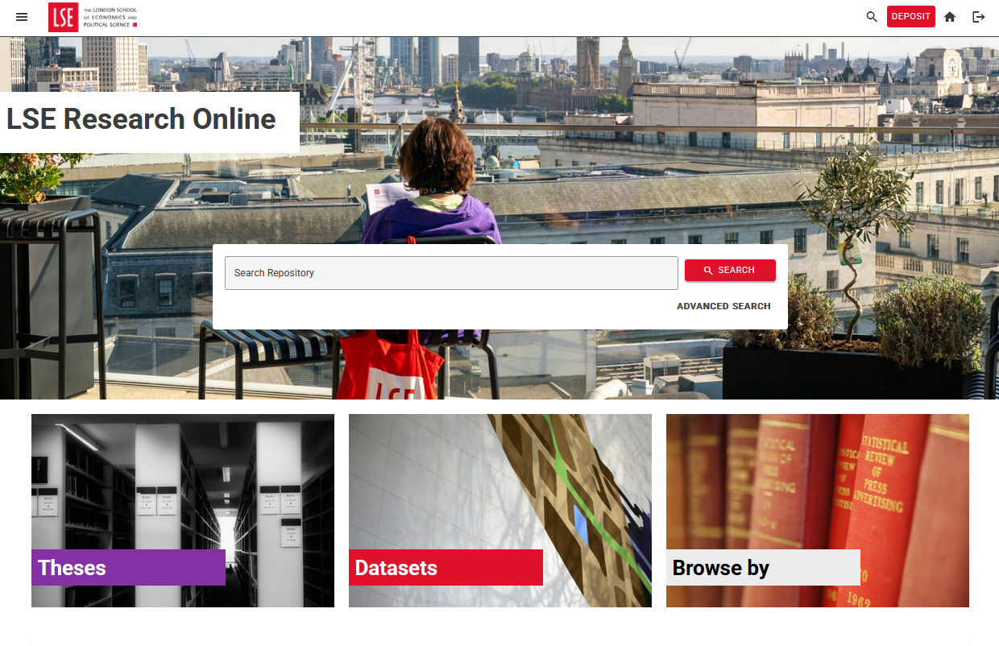 LSE
THE LONDON SCHOOL
OF ECONOMICS AND
POLITICAL SCIENCE
DEPOSIT
LSE Research Online
Search Repository
SEARCH
ADVANCED SEARCH
LSE
Theses
Datasets
Browse by
STATISTICAL
REVIEW
OF
PRESS
ADVERTISING
1962